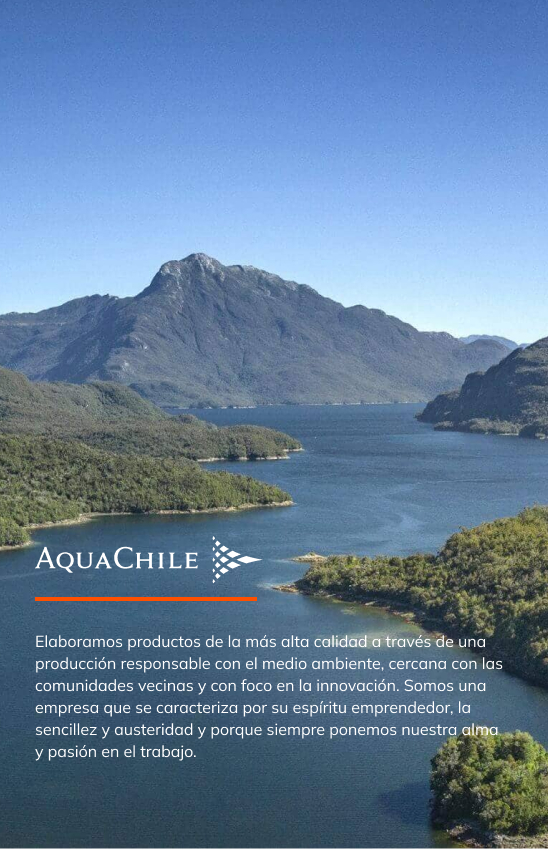 AQUACHILE
Elaboramos productos de la más alta calidad a través de una
producción responsable con el medio ambiente, cercana con las
comunidades vecinas y con foco en la innovación. Somos una
empresa que se caracteriza por su espíritu emprendedor, la
sencillez y austeridad y porque siempre ponemos nuestra alma
y pasión en el trabajo.